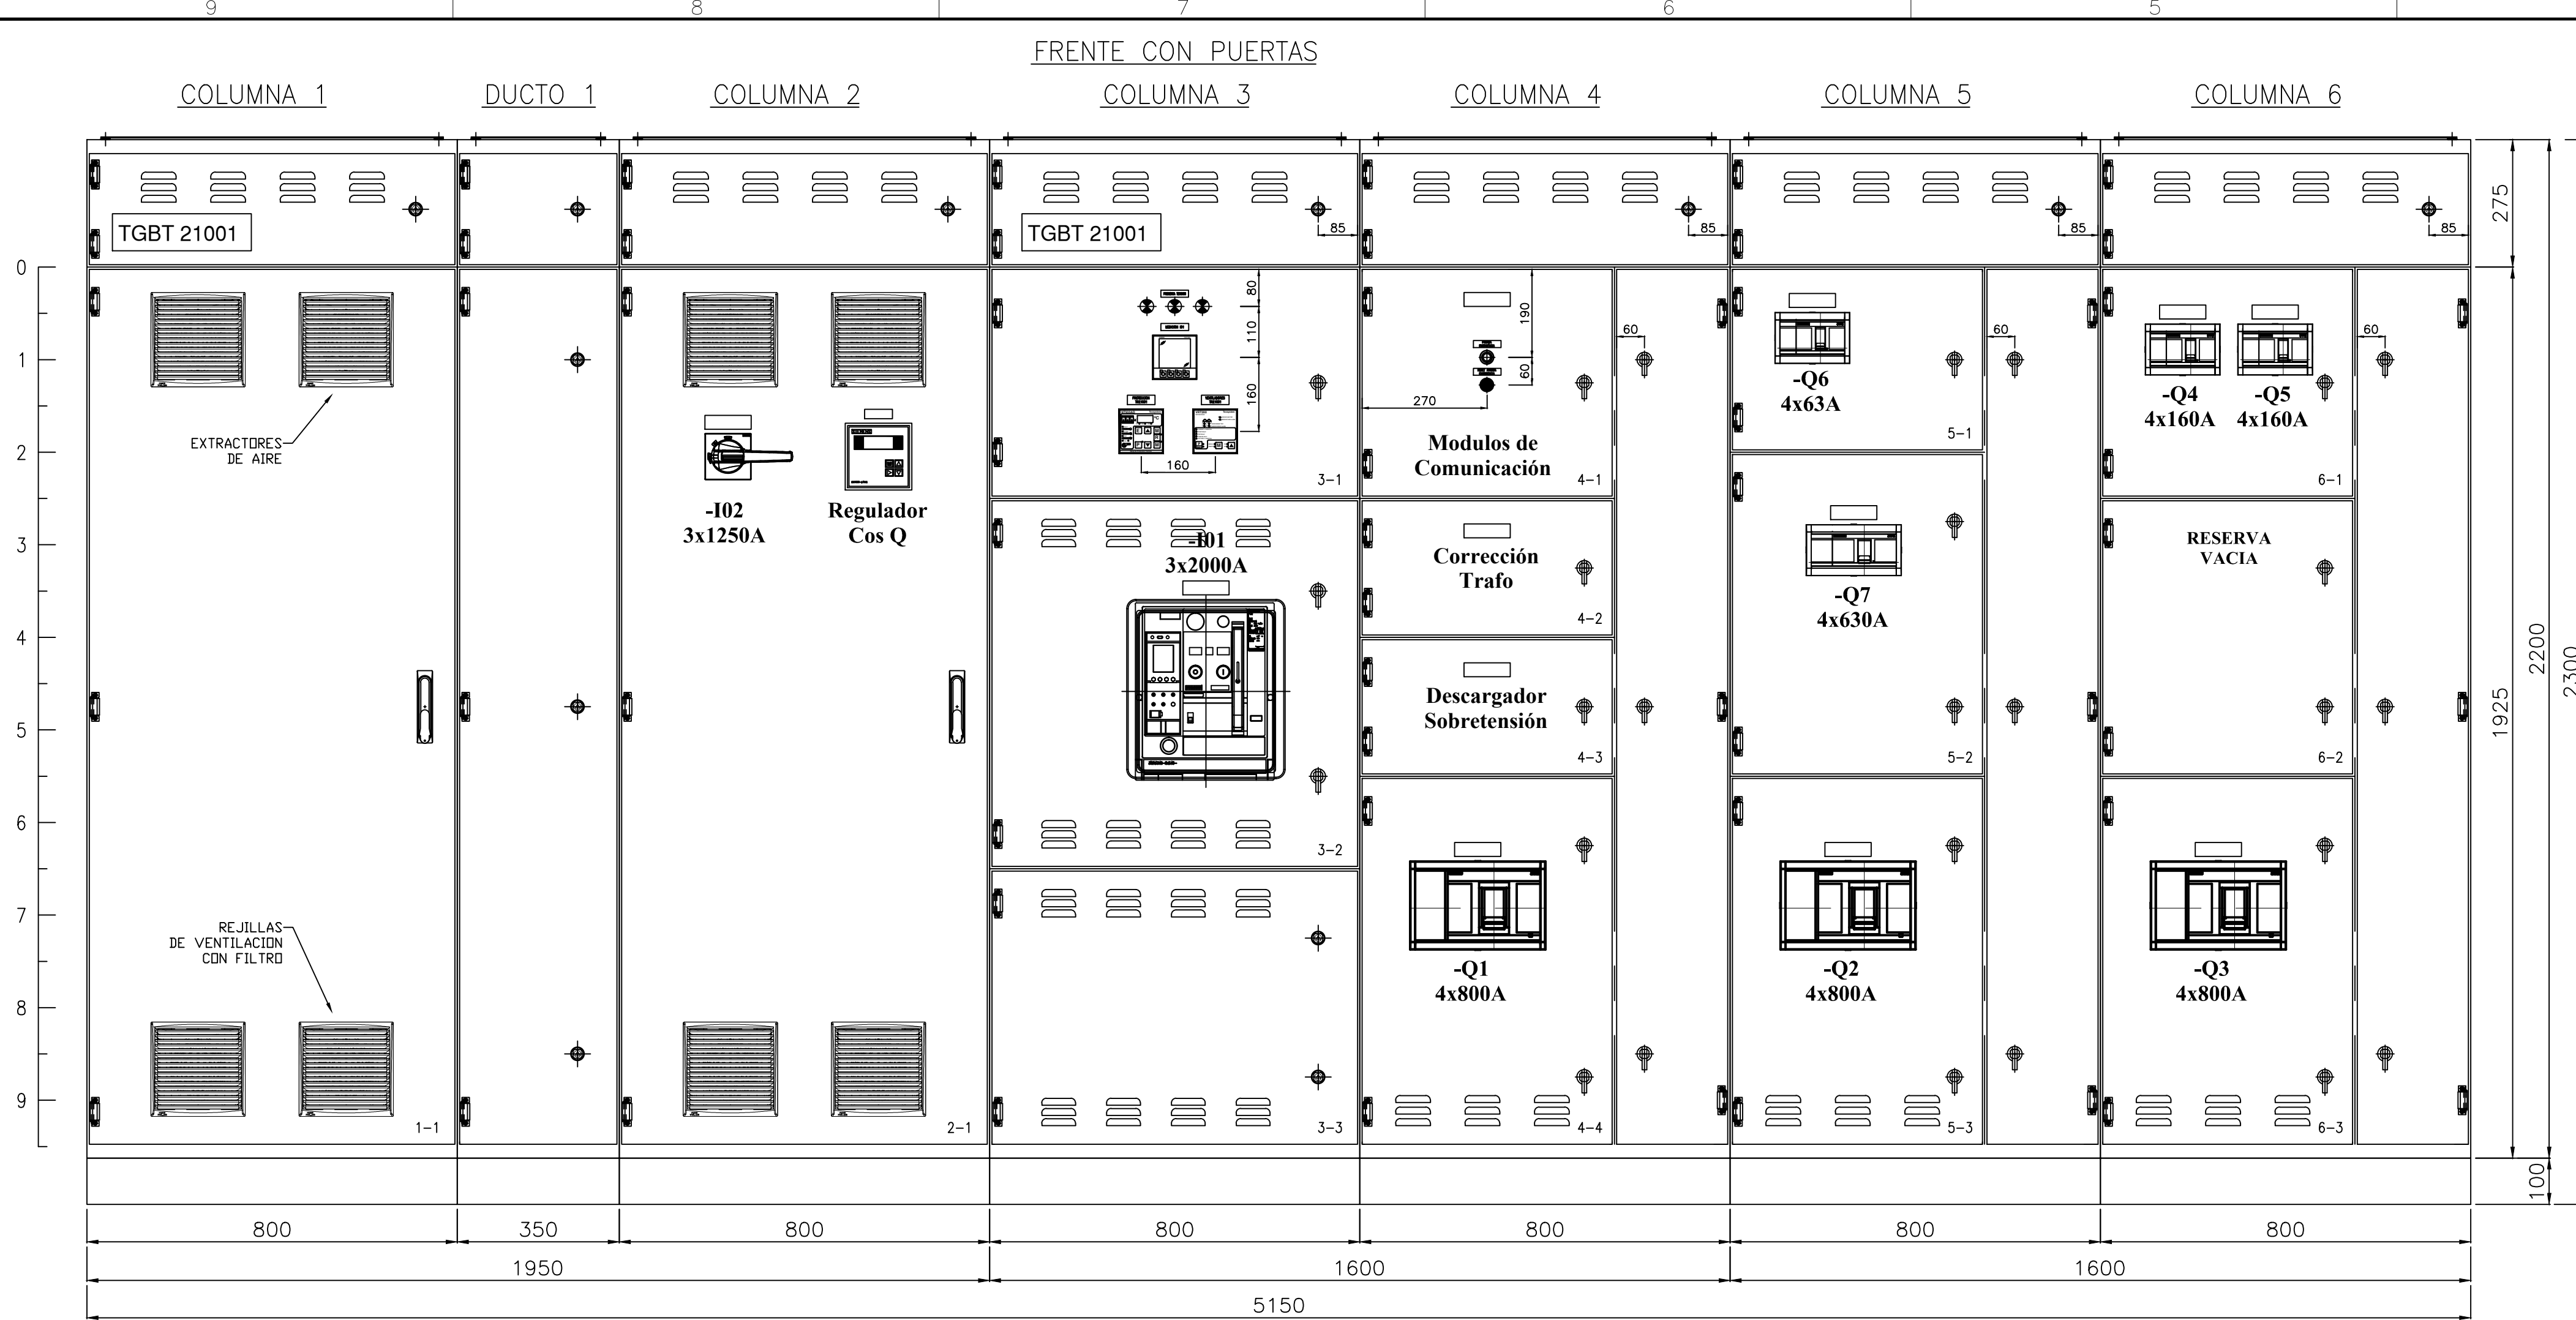 9 8 7 6 5
FRENTE CON PUERTAS
COLUMNA 1
DUCTO 1
COLUMNA 2
COLUMNA 3
COLUMNA 4
COLUMNA 5
COLUMNA 6
TGBT 21001
TGBT 21001
85
85
85
85
275
0
1
2
3
4
5
6
7
8
9
EXTRACTORES
DE AIRE
REJILLAS
DE VENTILACION
CON FILTRO
1-1
-I02
3x1250A
Regulador
Cos Q
2-1
80
110
160
160
3-1
-I01
3x2000A
3-2
3-3
190
60
270
Modulos de
Comunicación
4-1
Corrección
Trafo
4-2
Descargador
Sobretensión
4-3
-Q1
4x800A
4-4
60
-Q6
4x63A
5-1
-Q7
4x630A
5-2
-Q2
4x800A
5-3
60
-Q4
4x160A
-Q5
4x160A
6-1
RESERVA
VACIA
6-2
-Q3
4x800A
6-3
60
1925
2200
2300
100
800
350
800
800
800
800
800
1950
1600
1600
5150